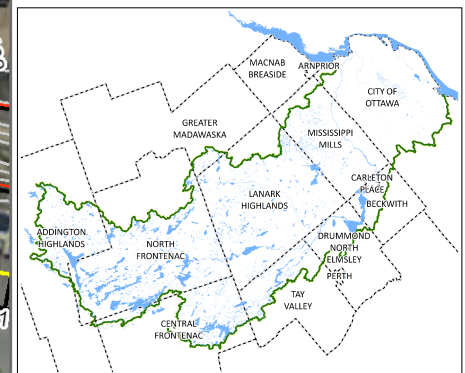 MACNAB
BREASIDE
ARNPRIOR
CITY OF
OTTAWA
GREATER
MADAWASKA
MISSISSIPPI
MILLS
CARLETON
PLACE
BECKWITH
LANARK
HIGHLANDS
ADDINGTON
HIGHLANDS
NORTH
FRONTENAC
DRUMMOND
NORTH
ELMSLEY
PERTH
TAY
VALLEY
CENTRAL
FRONTENAC